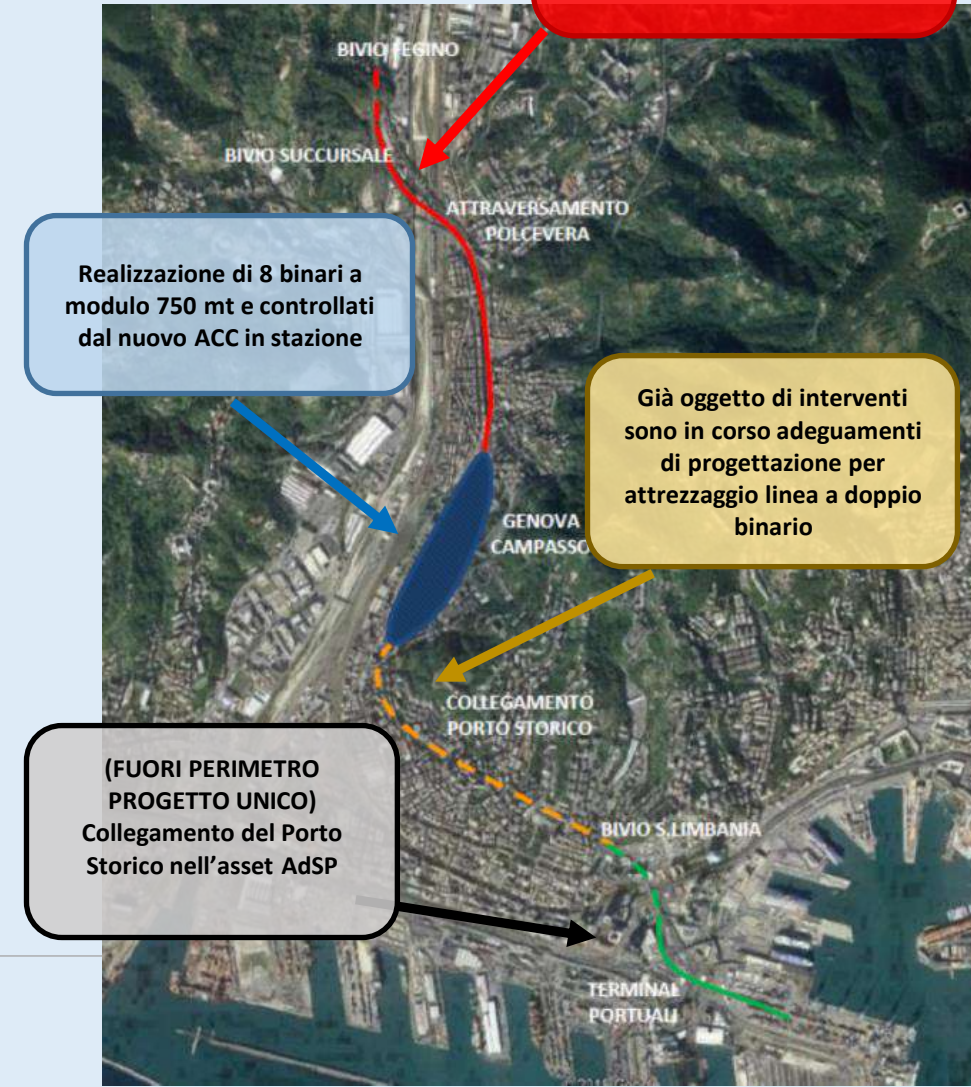 BIVIO FEGINO
BIVIO SUCCURSALE
ATTRAVERSAMENTO
POLCEVERA
Realizzazione di 8 binari a
modulo 750 mt e controllati
dal nuovo ACC in stazione
Già oggetto di interventi
sono in corso adeguamenti
di progettazione per
attrezzaggio linea a doppio
binario
GENOVA
CAMPASSO
COLLEGAMENTO
PORTO STORICO
(FUORI PERIMETRO
PROGETTO UNICO)
Collegamento del Porto
Storico nell’asset AdSP
BIVIO S.LIMBANIA
TERMINAL
PORTUALI